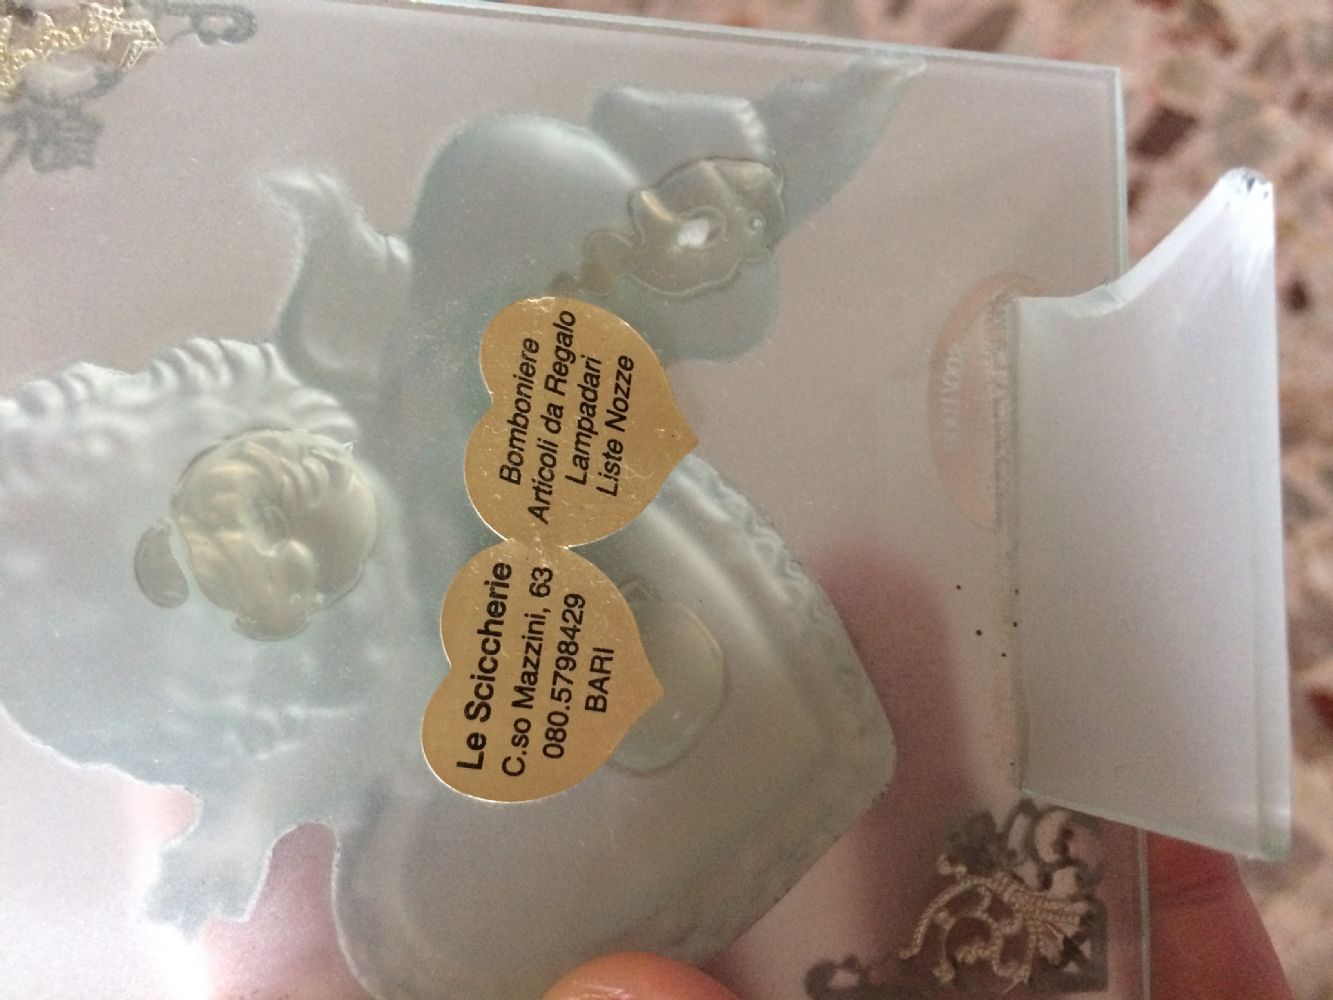 Bomboniere
Articoli da Regalo
Lampadari
Liste Nozze
Le Sciccherie
C.so Mazzini, 63
080.5798429
BARI